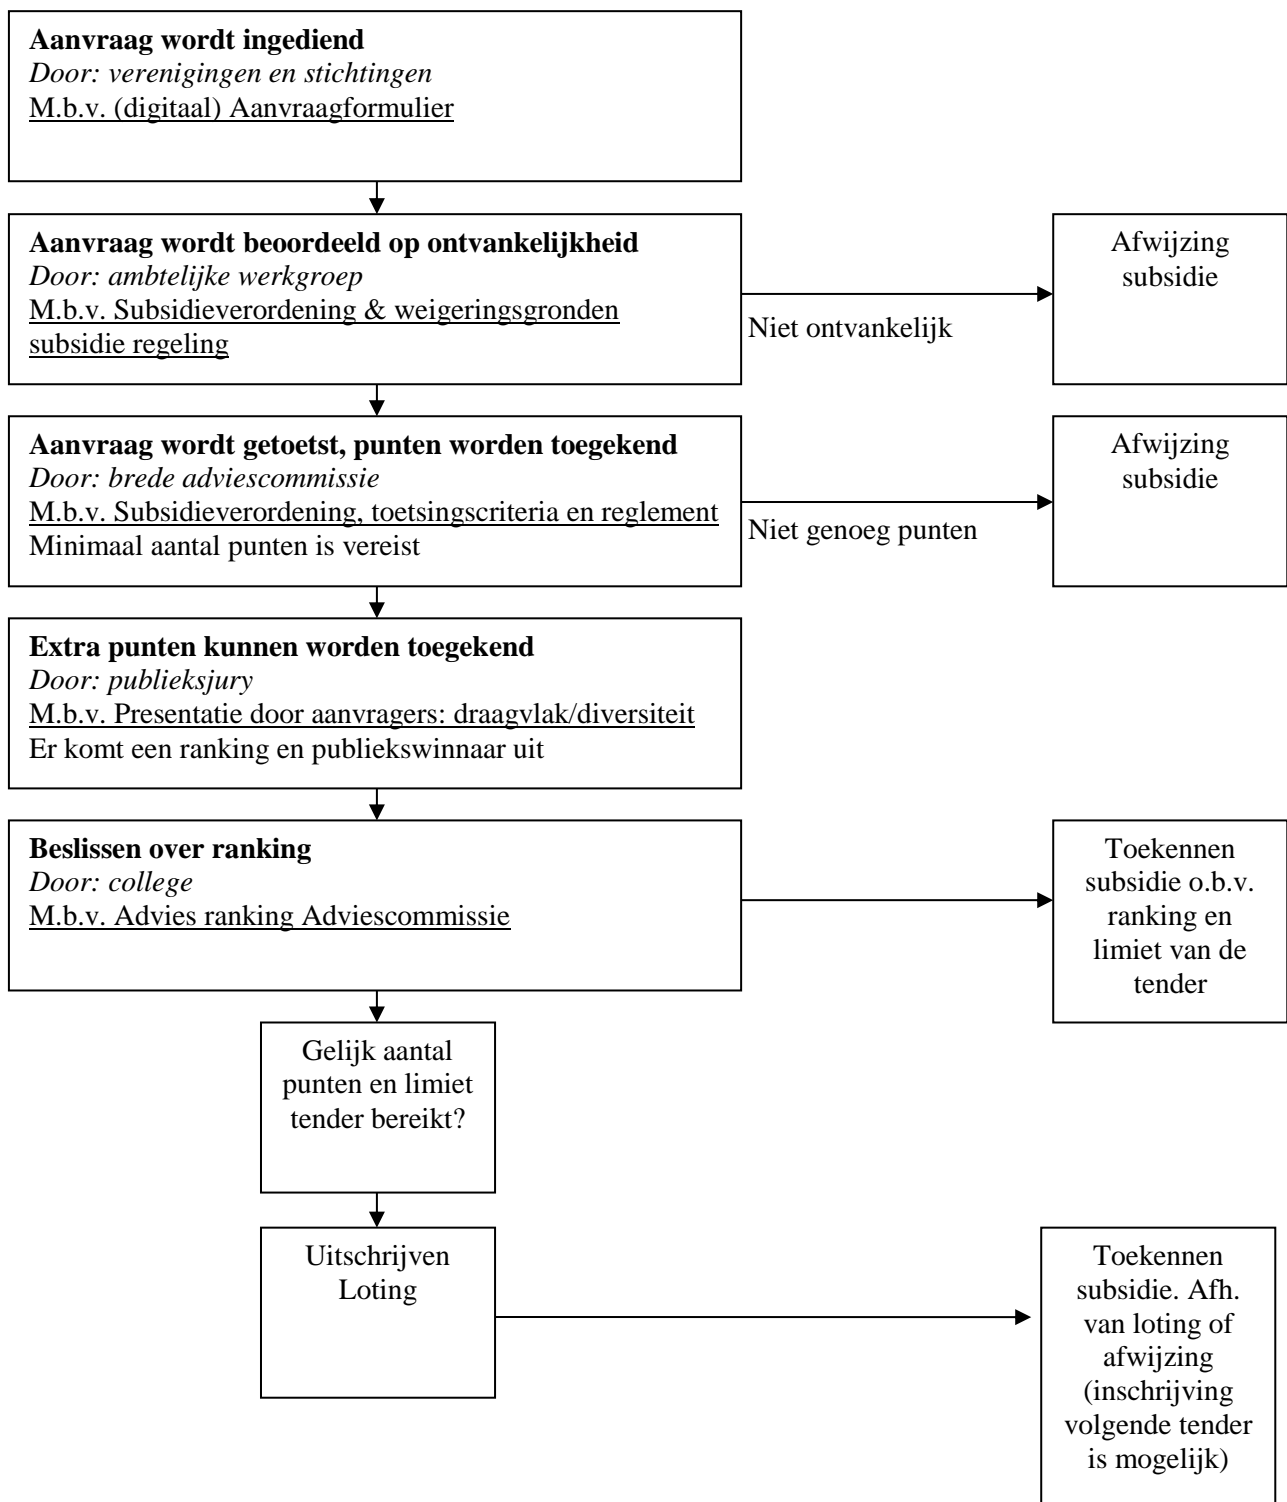 Aanvraag wordt ingediend
Door: verenigingen en stichtingen
M.b.v. (digitaal) Aanvraagformulier
Aanvraag wordt beoordeeld op ontvankelijkheid
Door: ambtelijke werkgroep
M.b.v. Subsidieverordening & weigeringsgronden
subsidie regeling
Niet ontvankelijk
Afwijzing
subsidie
Aanvraag wordt getoetst, punten worden toegekend
Door: brede adviescommissie
M.b.v. Subsidieverordening, toetsingscriteria en reglement
Minimaal aantal punten is vereist
Niet genoeg punten
Afwijzing
subsidie
Extra punten kunnen worden toegekend
Door: publieksjury
M.b.v. Presentatie door aanvragers: draagvlak/diversiteit
Er komt een ranking en publiekswinnaar uit
Beslissen over ranking
Door: college
M.b.v. Advies ranking Adviescommissie
Toekennen
subsidie o.b.v.
ranking en
limiet van de
tender
Gelijk aantal
punten en limiet
tender bereikt?
Uitschrijven
Loting
Toekennen
subsidie. Afh.
van loting of
afwijzing
(inschrijving
volgende tender
is mogelijk)